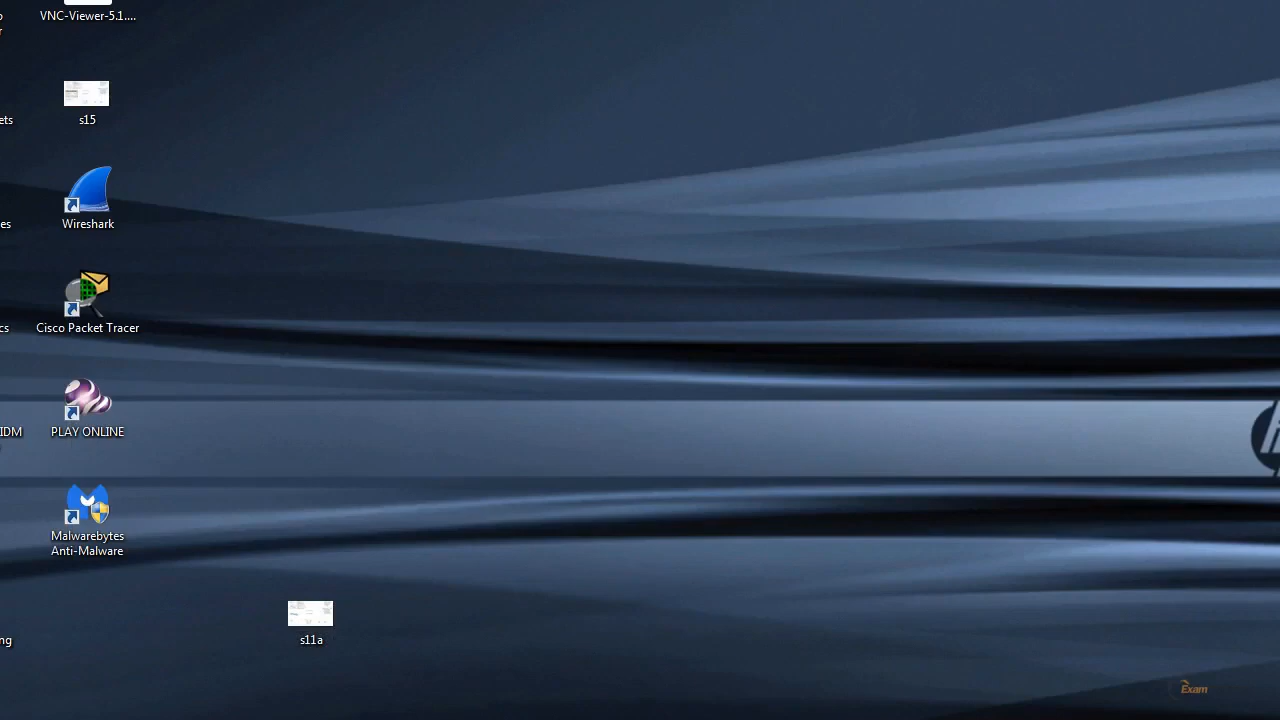 VNC-Viewer-5.1....
r
s15
ets
Wireshark
es
Cisco Packet Tracer
cs
PLAY ONLINE
IDM
Malwarebytes
Anti-Malware
s11a
ng
Exam